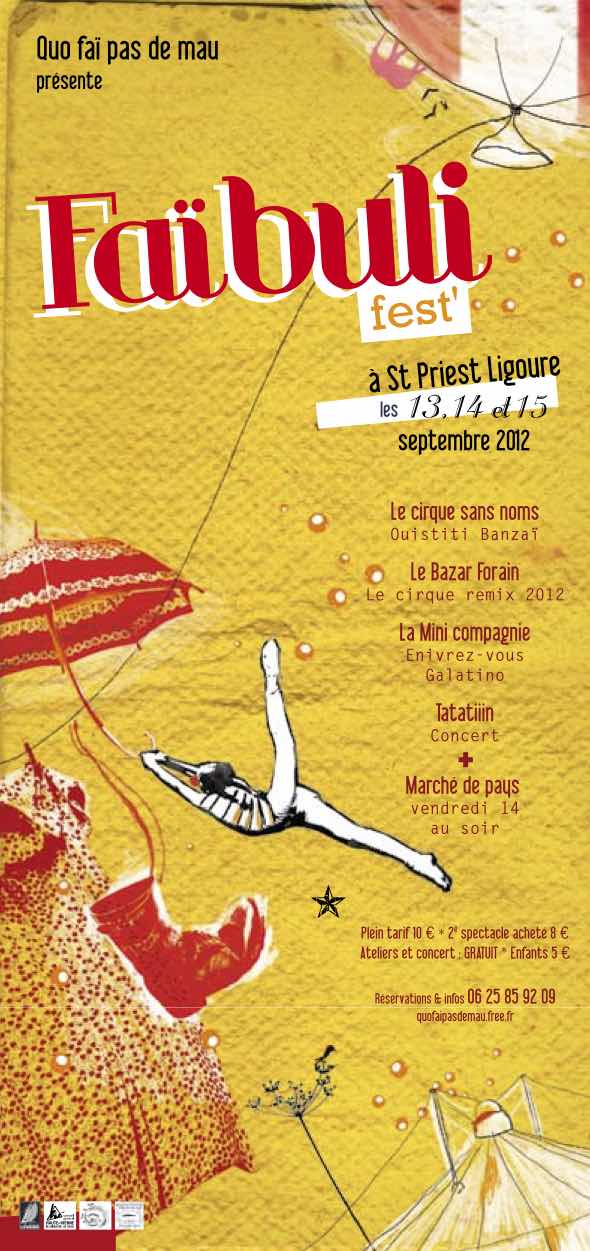 Quo faï pas de mau
présente
Faïbuli
fest'
à St Priest Ligoure
les 13, 14 et 15
septembre 2012
Le cirque sans noms
Ouistiti Banzaï
Le Bazar Forain
Le cirque remix 2012
La Mini compagnie
Enivrez-vous
Galatino
Tatatiiin
Concert
+
Marché de pays
vendredi 14
au soir
Plein tarif 10 € * 2e spectacle acheté 8 €
Ateliers et concert : GRATUIT * Enfants 5 €
Réservations & infos 06 25 85 92 09
quofaipasdemau.free.fr